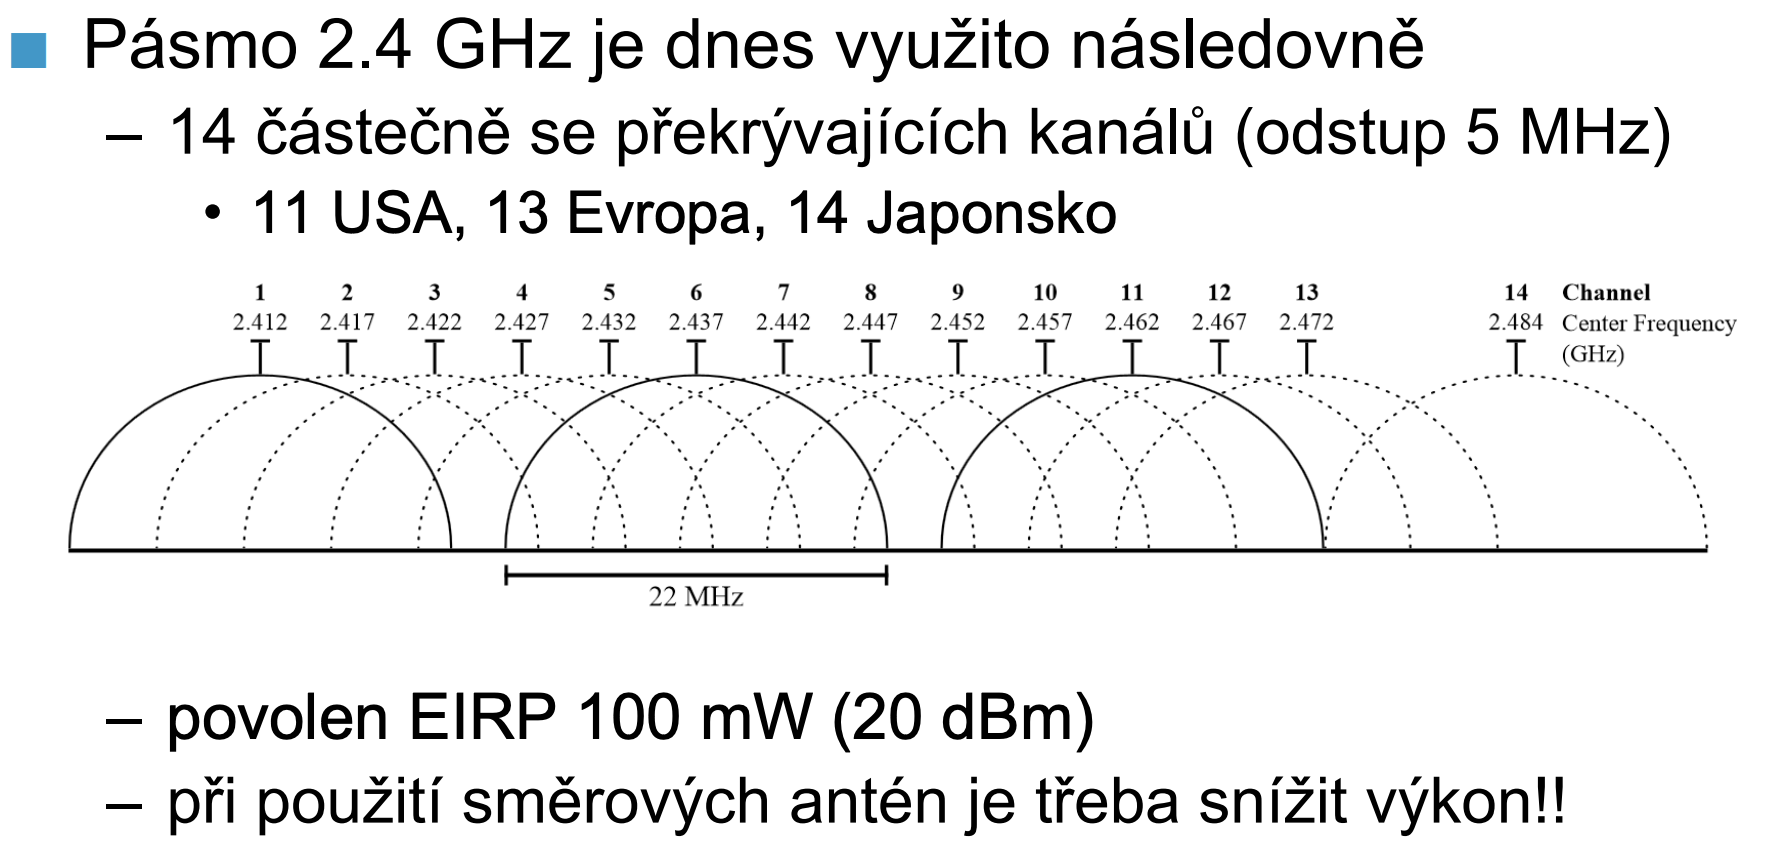 Pásmo 2.4 GHz je dnes využito následovně
– 14 částečně se překrývajících kanálů (odstup 5 MHz)
• 11 USA, 13 Evropa, 14 Japonsko
1 2 3 4 5 6 7 8 9 10 11 12 13 14 Channel
2.412 2.417 2.422 2.427 2.432 2.437 2.442 2.447 2.452 2.457 2.462 2.467 2.472 2.484 Center Frequency
(GHz)
22 MHz
– povolen EIRP 100 mW (20 dBm)
– při použití směrových antén je třeba snížit výkon!!